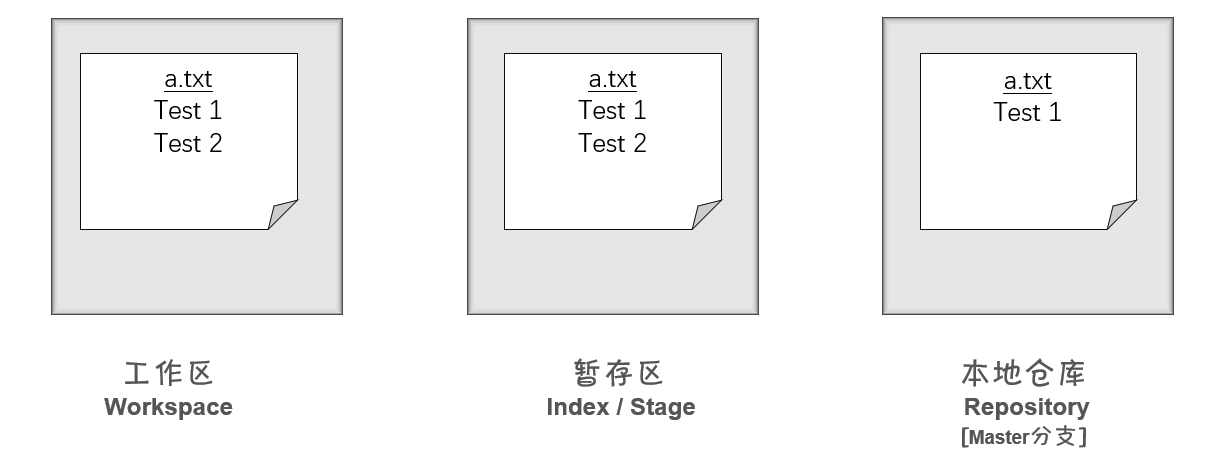 a.txt
Test 1
Test 2
工作区
Workspace
a.txt
Test 1
Test 2
暂存区
Index / Stage
a.txt
Test 1
本地仓库
Repository
[Master分支]